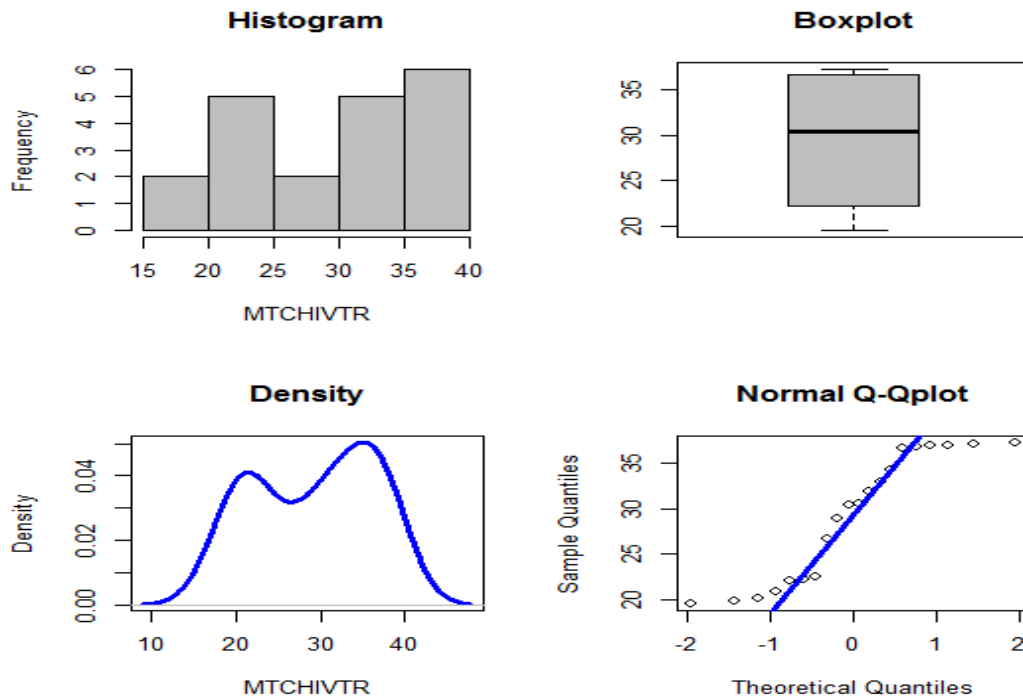 Histogram
Frequency
0 1 2 3 4 5 6
15 20 25 30 35 40
MTCHIVTR
Boxplot
20 25 30 35
Density
Density
0.00 0.02 0.04
10 20 30 40
MTCHIVTR
Normal Q-Qplot
Sample Quantiles
20 25 30 35
-2 -1 0 1 2
Theoretical Quantiles